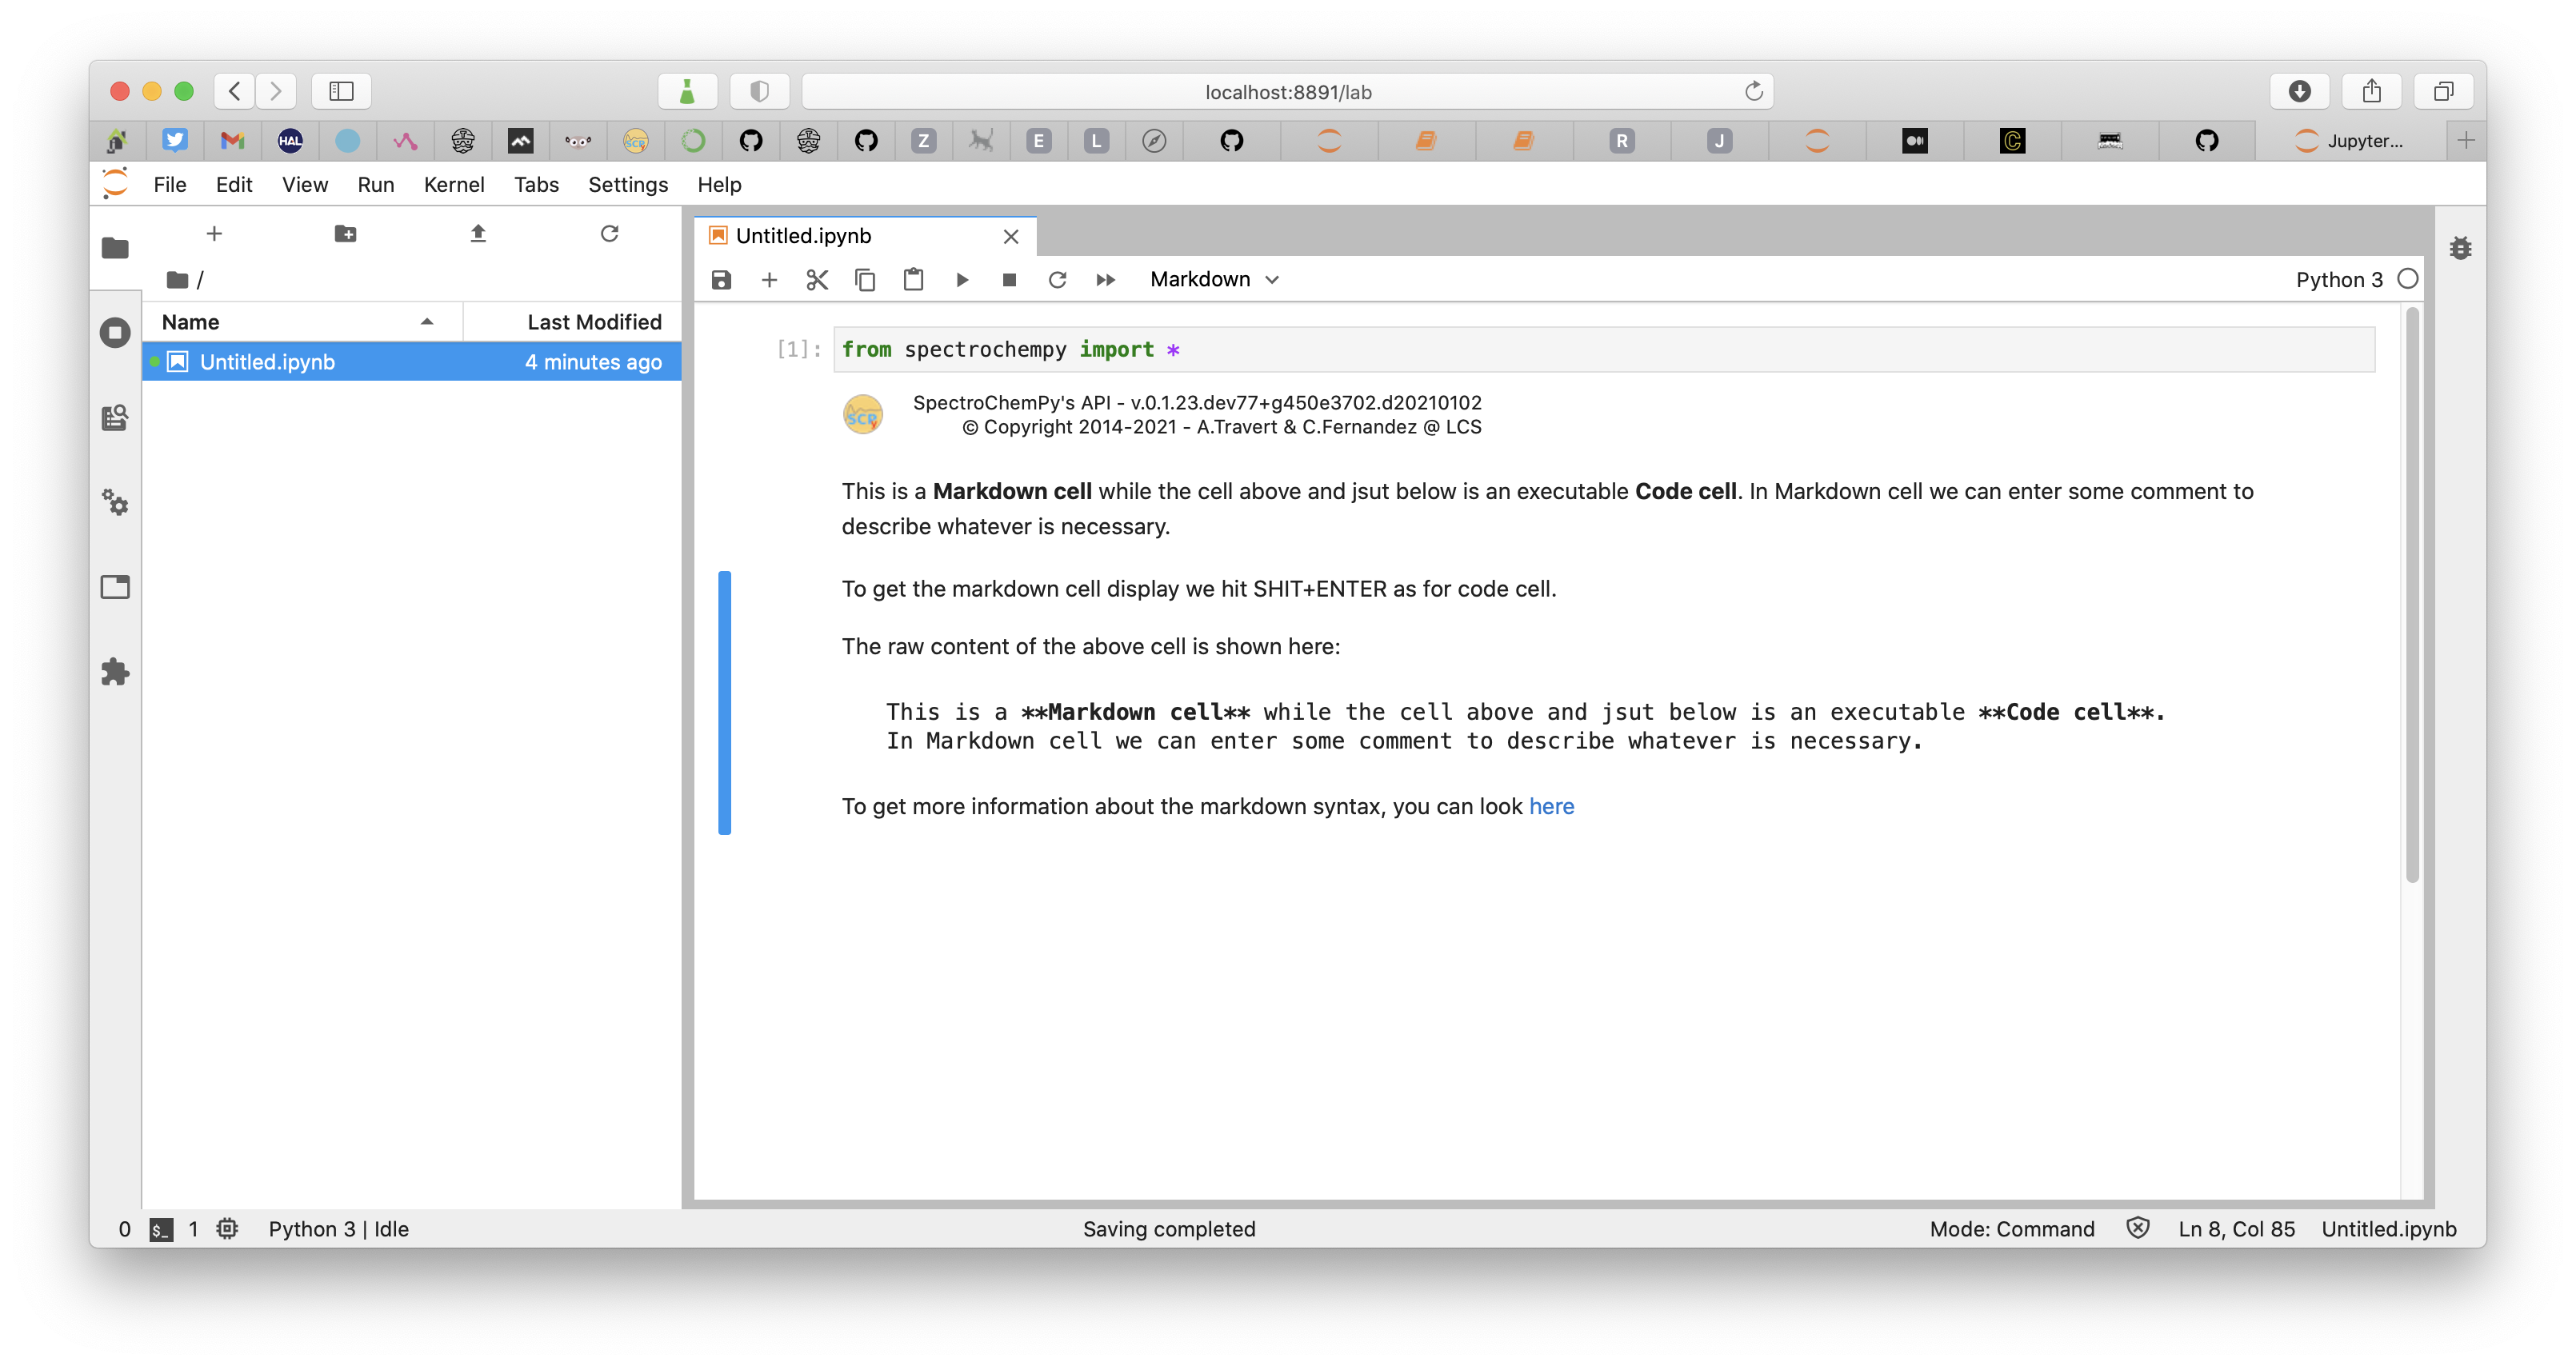 localhost:8891/lab
HAL
SCP
Z
E
L
R
J
C
Jupyter...
File Edit View Run Kernel Tabs Settings Help
Untitled.ipynb
/
Markdown
Python 3
Name Last Modified
Untitled.ipynb 4 minutes ago
[1]: from spectrochempy import *
SCPy
SpectroChemPy's API - v.0.1.23.dev77+g450e3702.d20210102
© Copyright 2014-2021 - A.Travert & C.Fernandez @ LCS
This is a Markdown cell while the cell above and jsut below is an executable Code cell. In Markdown cell we can enter some comment to
describe whatever is necessary.
To get the markdown cell display we hit SHIT+ENTER as for code cell.
The raw content of the above cell is shown here:
This is a **Markdown cell** while the cell above and jsut below is an executable **Code cell**.
In Markdown cell we can enter some comment to describe whatever is necessary.
To get more information about the markdown syntax, you can look here
0 $_ 1 Python 3 | Idle Saving completed Mode: Command Ln 8, Col 85 Untitled.ipynb